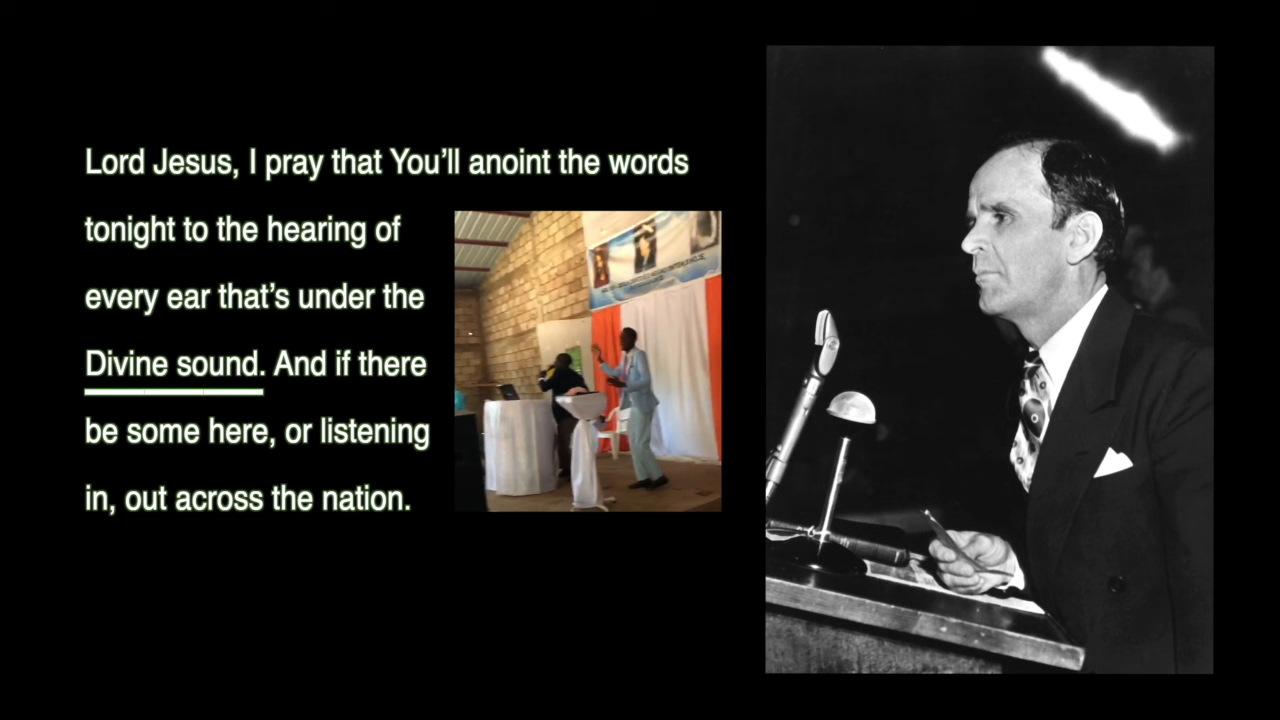 Lord Jesus, I pray that You’ll anoint the words
tonight to the hearing of
every ear that’s under the
Divine sound. And if there
be some here, or listening
in, out across the nation.